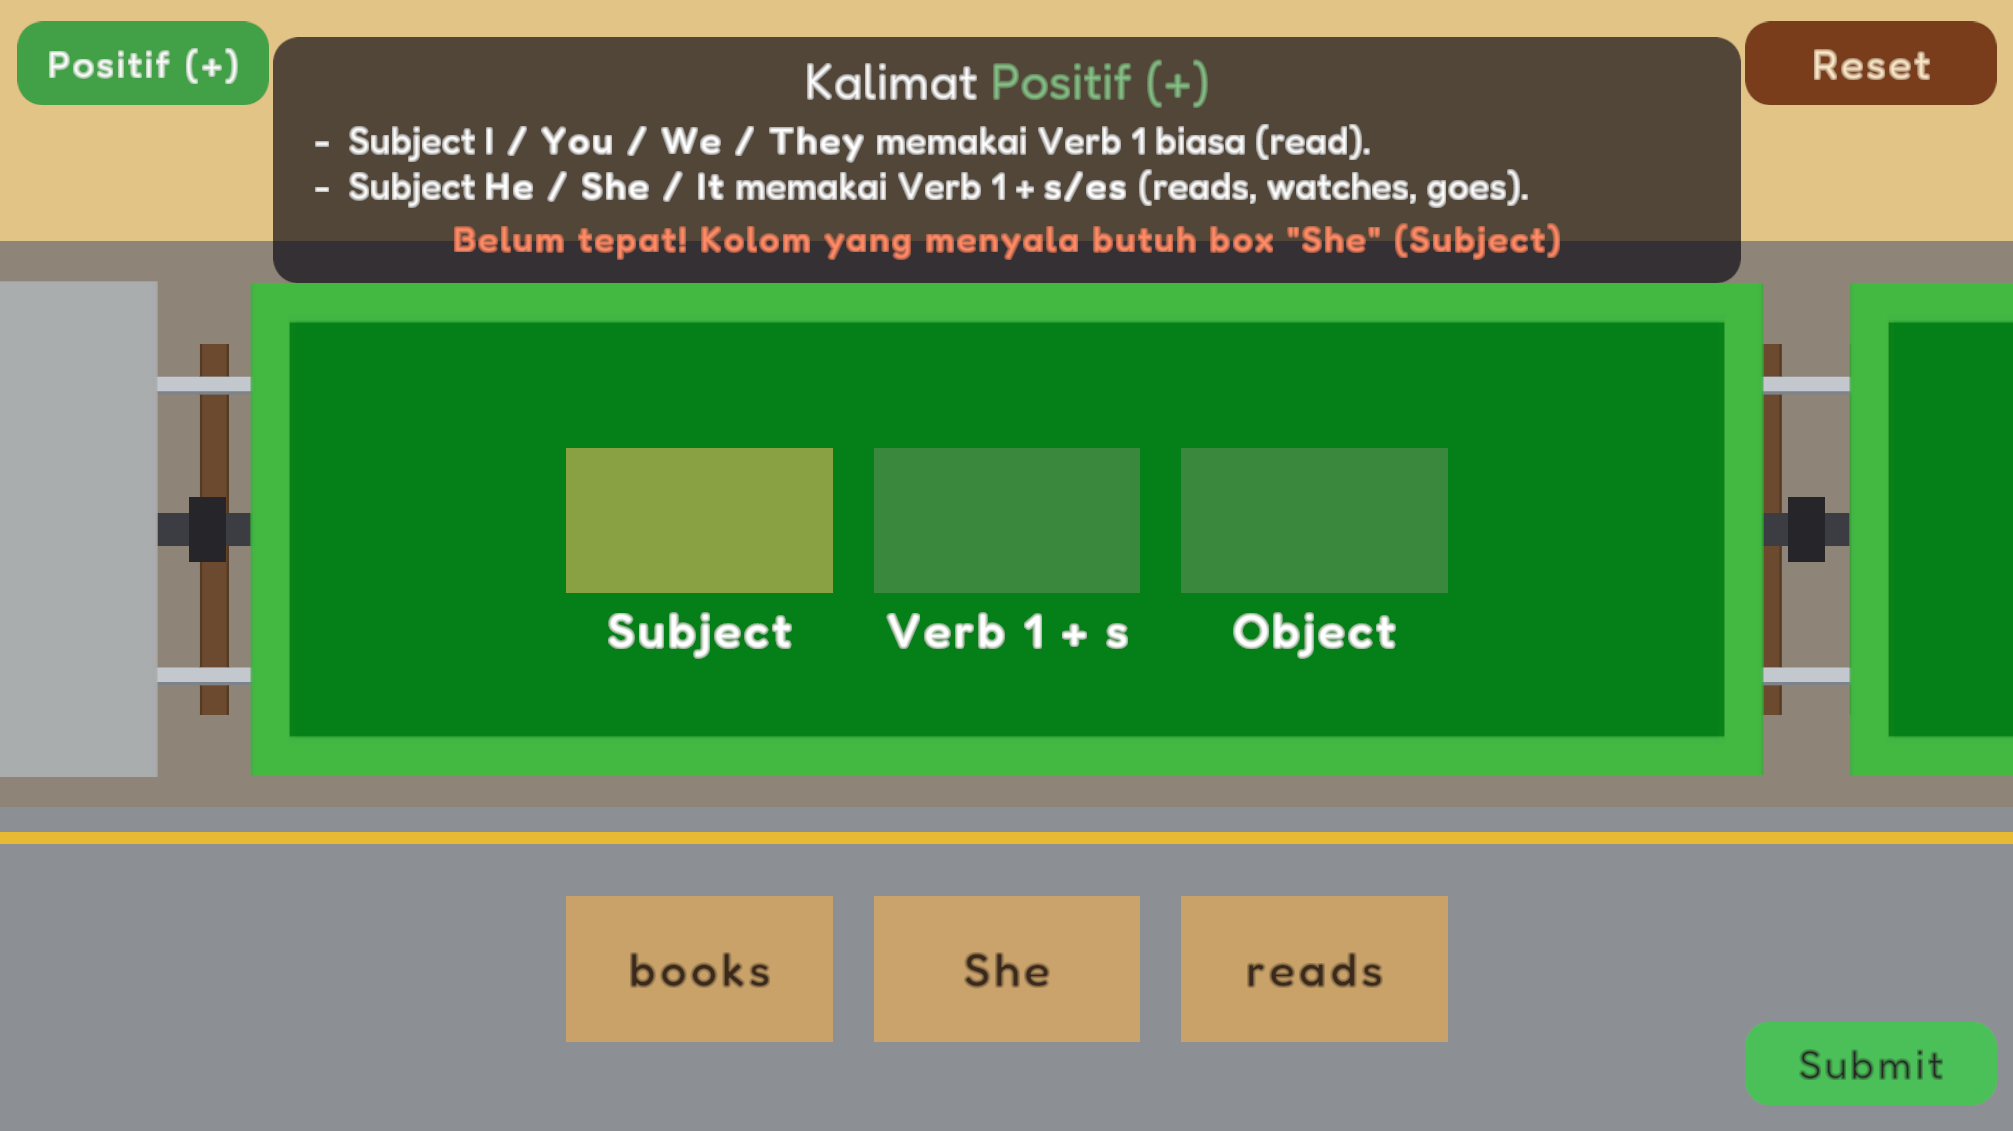 Positif (+)
Reset
Kalimat Positif (+)
- Subject I / You / We / They memakai Verb 1 biasa (read).
- Subject He / She / It memakai Verb 1 + s/es (reads, watches, goes).
Belum tepat! Kolom yang menyala butuh box "She" (Subject)
Subject
Verb 1 + s
Object
books
She
reads
Submit